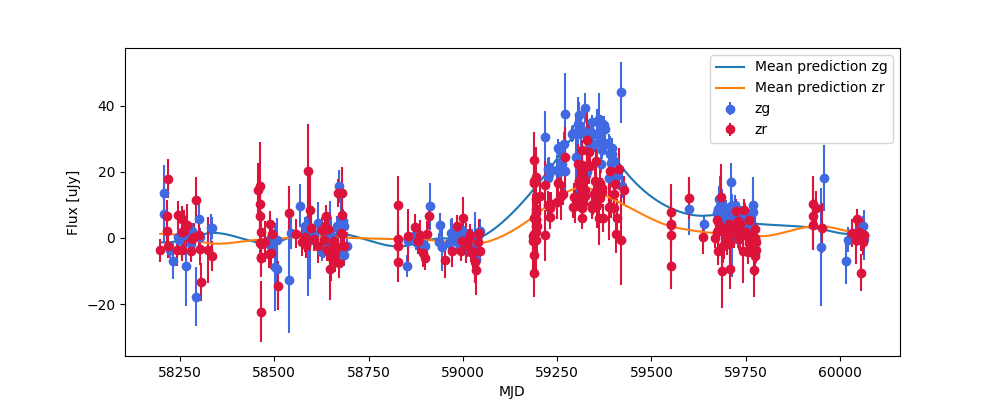 Mean prediction zg
Mean prediction zr
zg
zr
40
20
0
−20
Flux [uJy]
58250 58500 58750 59000 59250 59500 59750 60000
MJD